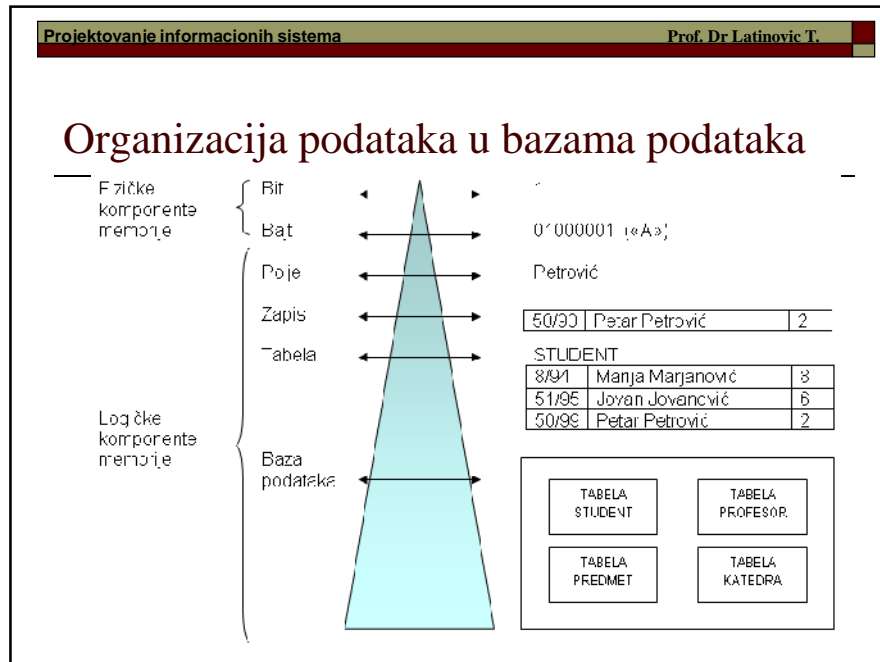 Projektovanje informacionih sistema Prof. Dr Latinovic T.
Organizacija podataka u bazama podataka
Fizičke
komponente
memorije
Bit
Bajt 01000001 («A»)
Polje Petrović
Zapis 50/99 Petar Petrović 2
Tabela STUDENT
8/94 Marija Marjanović 8
51/95 Jovan Jovanović 6
50/99 Petar Petrović 2
Logičke
komponente
memorije
Baza
podataka
TABELA
STUDENT
TABELA
PROFESOR
TABELA
PREDMET
TABELA
KATEDRA